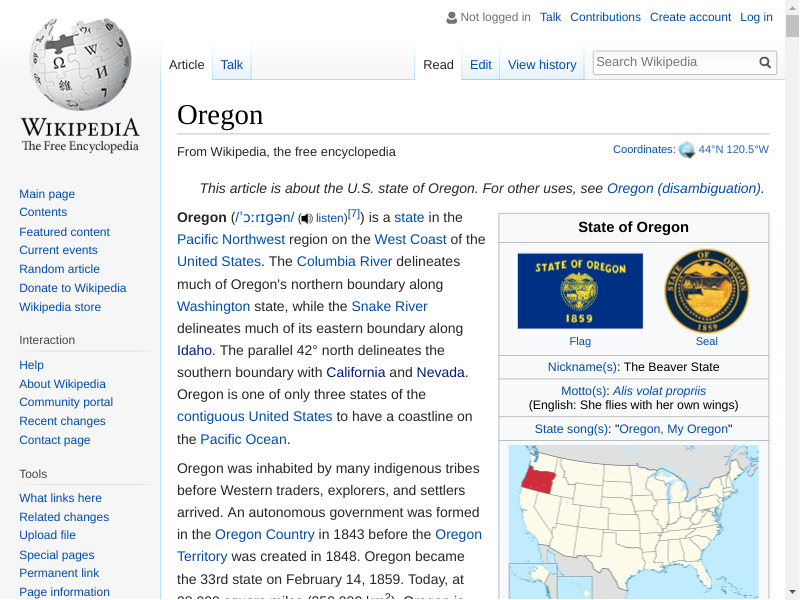 Not logged in Talk Contributions Create account Log in
Article Talk Read Edit View history Search Wikipedia
WIKIPEDIA
The Free Encyclopedia
Main page
Contents
Featured content
Current events
Random article
Donate to Wikipedia
Wikipedia store
Interaction
Help
About Wikipedia
Community portal
Recent changes
Contact page
Tools
What links here
Related changes
Upload file
Special pages
Permanent link
Page information
Oregon
From Wikipedia, the free encyclopedia
Coordinates: 44°N 120.5°W
This article is about the U.S. state of Oregon. For other uses, see Oregon (disambiguation).
Oregon (/ˈɔːrɪɡən/ (listen)[7]) is a state in the
Pacific Northwest region on the West Coast of the
United States. The Columbia River delineates
much of Oregon's northern boundary along
Washington state, while the Snake River
delineates much of its eastern boundary along
Idaho. The parallel 42° north delineates the
southern boundary with California and Nevada.
Oregon is one of only three states of the
contiguous United States to have a coastline on
the Pacific Ocean.
Oregon was inhabited by many indigenous tribes
before Western traders, explorers, and settlers
arrived. An autonomous government was formed
in the Oregon Country in 1843 before the Oregon
Territory was created in 1848. Oregon became
the 33rd state on February 14, 1859. Today, at
State of Oregon
STATE OF OREGON
1859
STATE OF OREGON
1859
Flag Seal
Nickname(s): The Beaver State
Motto(s): Alis volat propriis
(English: She flies with her own wings)
State song(s): "Oregon, My Oregon"